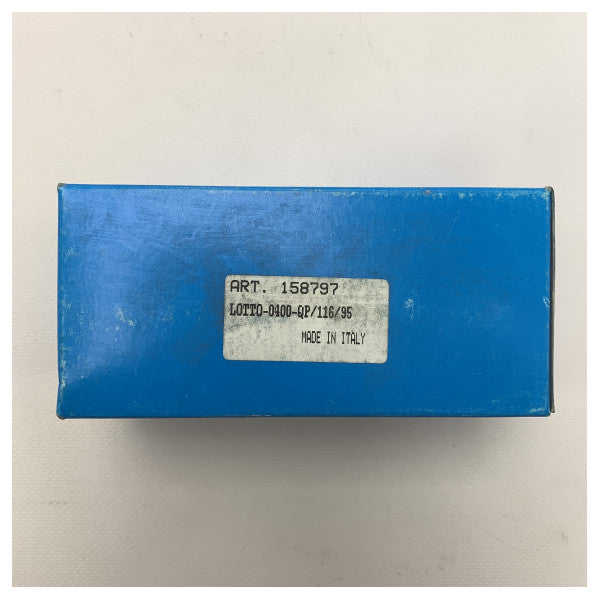 ART. 158797
LOTTO-0400-QP/116/95
MADE IN ITALY